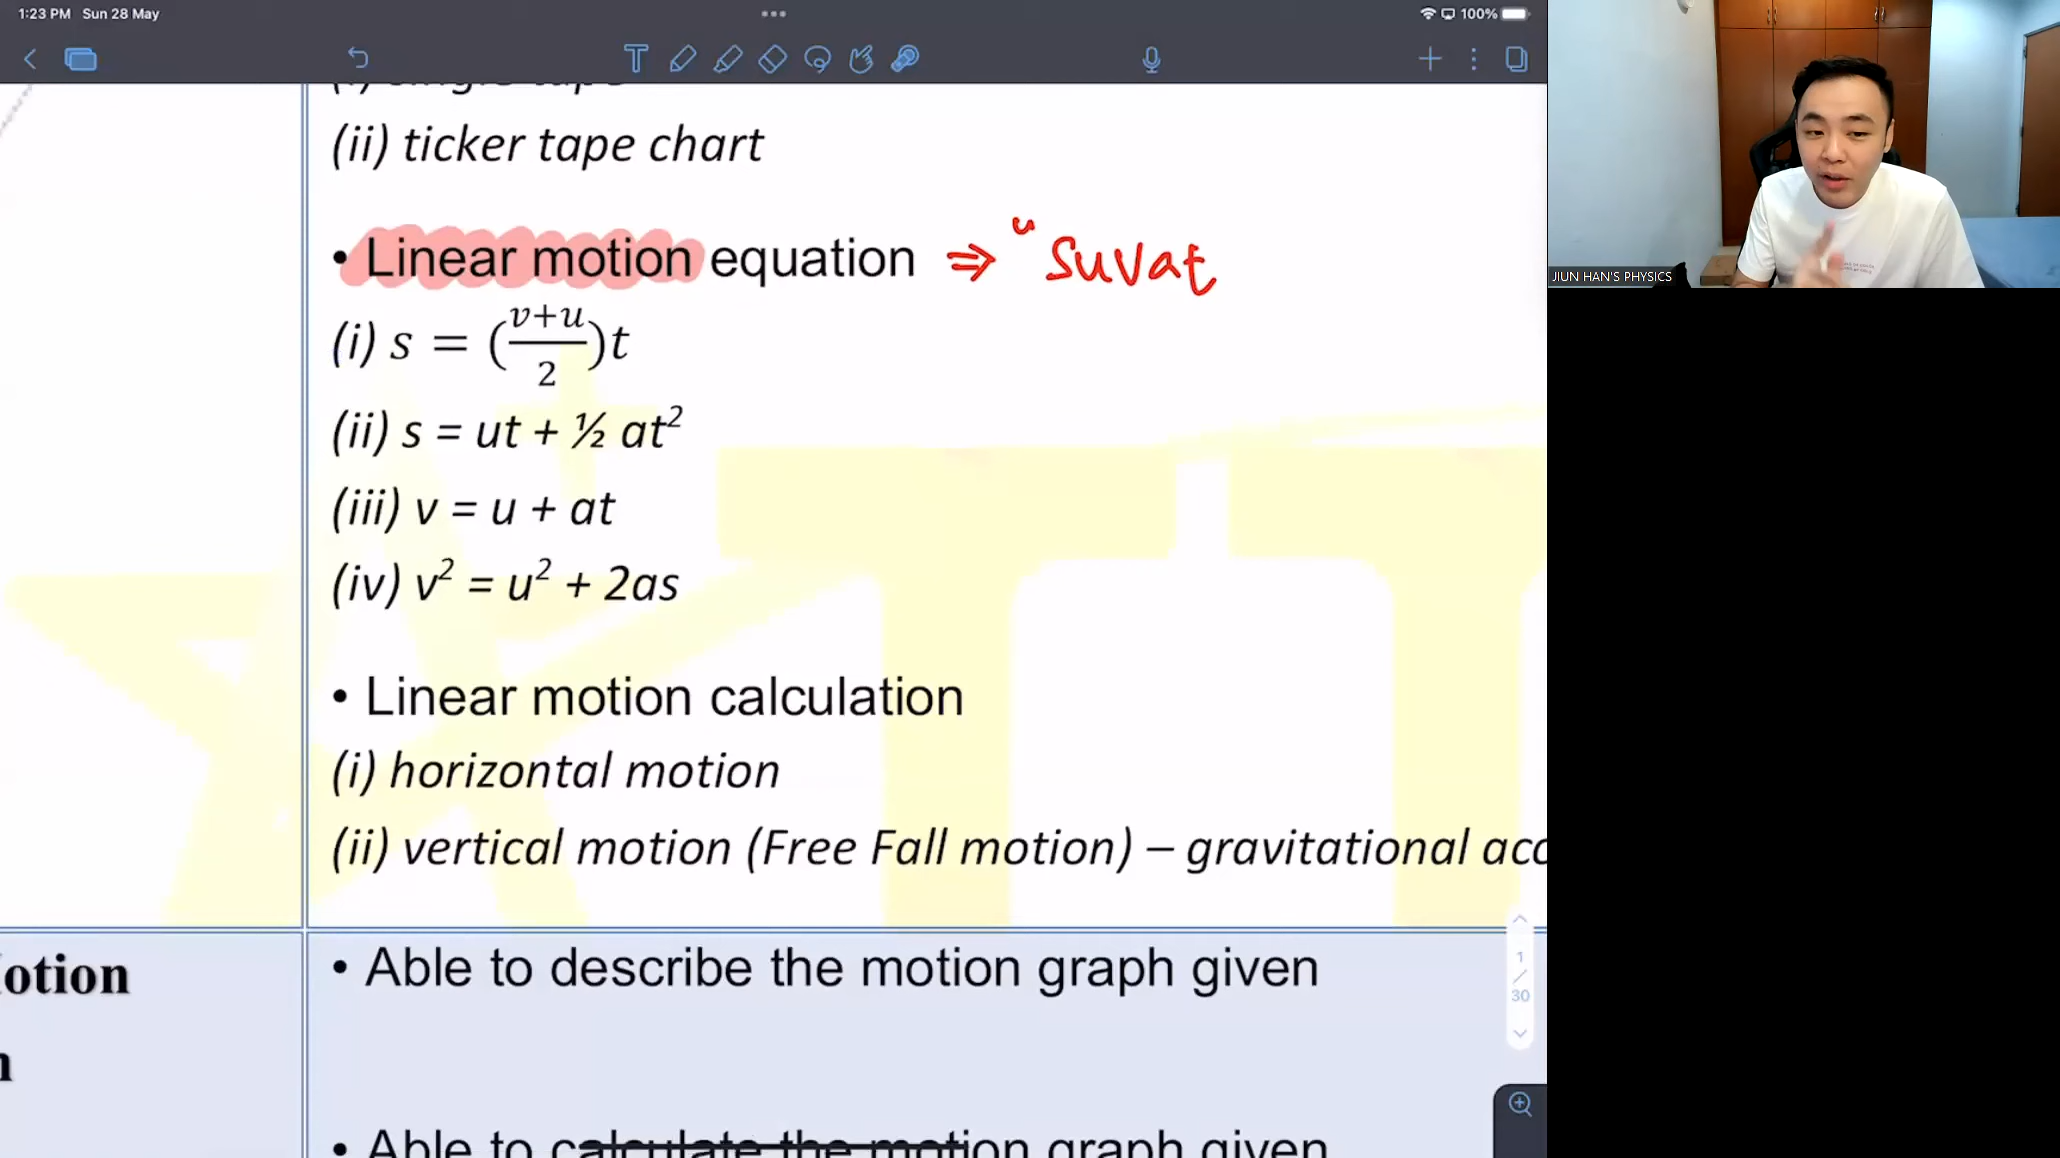 1:23 PM Sun 28 May
100%
(i) single tape
(ii) ticker tape chart
• Linear motion equation ⇒ “ Suvat
(i) s = (v+u/2)t
(ii) s = ut + ½ at²
(iii) v = u + at
(iv) v² = u² + 2as
• Linear motion calculation
(i) horizontal motion
(ii) vertical motion (Free Fall motion) – gravitational acc
otion
n
• Able to describe the motion graph given
• Able to calculate the motion graph given
1
/
30
JIUN HAN'S PHYSICS